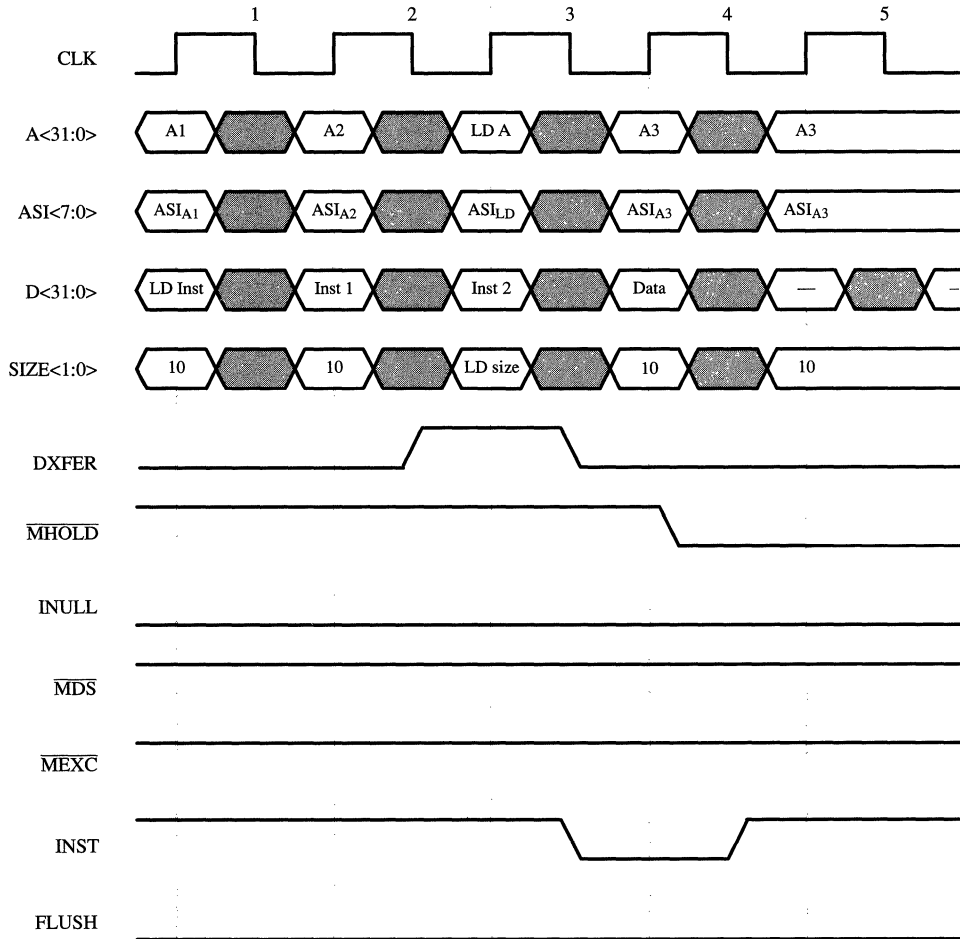 1 2 3 4 5
CLK
A<31:0> A1 A2 LD A A3 A3
ASI<7:0> ASIA1 ASIA2 ASILD ASIA3 ASIA3
D<31:0> LD Inst Inst 1 Inst 2 Data — –
SIZE<1:0> 10 10 LD size 10 10
DXFER
MHOLD
INULL
MDS
MEXC
INST
FLUSH